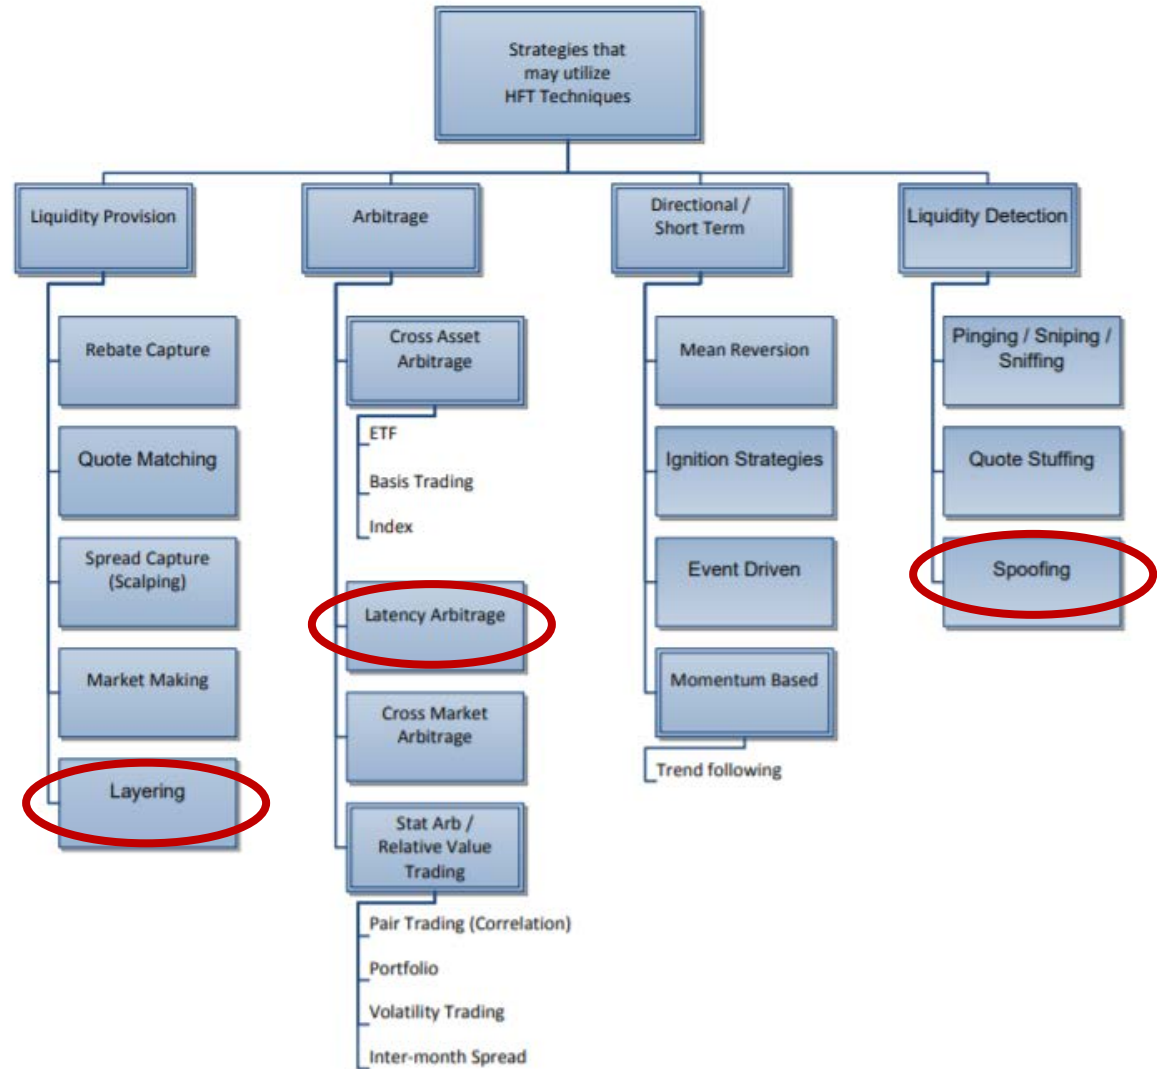 Strategies that
may utilize
HFT Techniques
Liquidity Provision
Arbitrage
Directional /
Short Term
Liquidity Detection
Rebate Capture
Quote Matching
Spread Capture
(Scalping)
Market Making
Layering
Cross Asset
Arbitrage
ETF
Basis Trading
Index
Latency Arbitrage
Cross Market
Arbitrage
Stat Arb /
Relative Value
Trading
Pair Trading (Correlation)
Portfolio
Volatility Trading
Inter-month Spread
Mean Reversion
Ignition Strategies
Event Driven
Momentum Based
Trend following
Pinging / Sniping /
Sniffing
Quote Stuffing
Spoofing